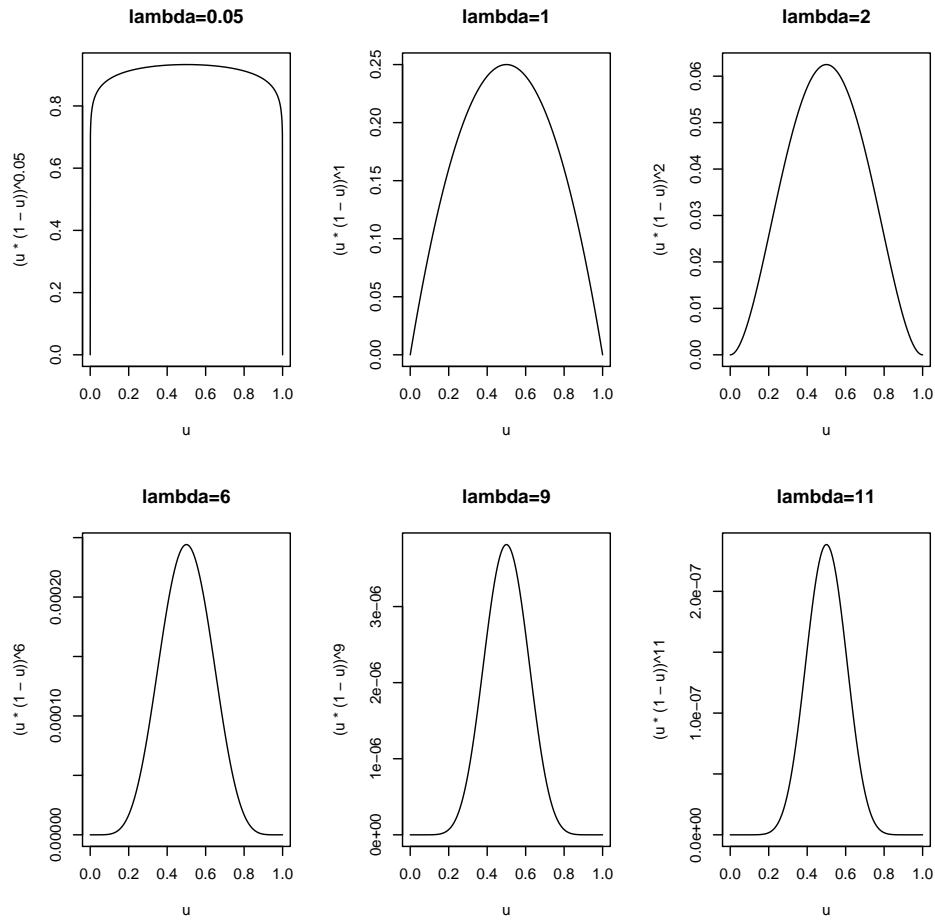 lambda=0.05
(u * (1 − u))^0.05
0.0 0.2 0.4 0.6 0.8
0.0 0.2 0.4 0.6 0.8 1.0
u
lambda=1
(u * (1 − u))^1
0.00 0.05 0.10 0.15 0.20 0.25
0.0 0.2 0.4 0.6 0.8 1.0
u
lambda=2
(u * (1 − u))^2
0.00 0.01 0.02 0.03 0.04 0.05 0.06
0.0 0.2 0.4 0.6 0.8 1.0
u
lambda=6
(u * (1 − u))^6
0.00000 0.00010 0.00020
0.0 0.2 0.4 0.6 0.8 1.0
u
lambda=9
(u * (1 − u))^9
0e+00 1e−06 2e−06 3e−06
0.0 0.2 0.4 0.6 0.8 1.0
u
lambda=11
(u * (1 − u))^11
0.0e+00 1.0e−07 2.0e−07
0.0 0.2 0.4 0.6 0.8 1.0
u